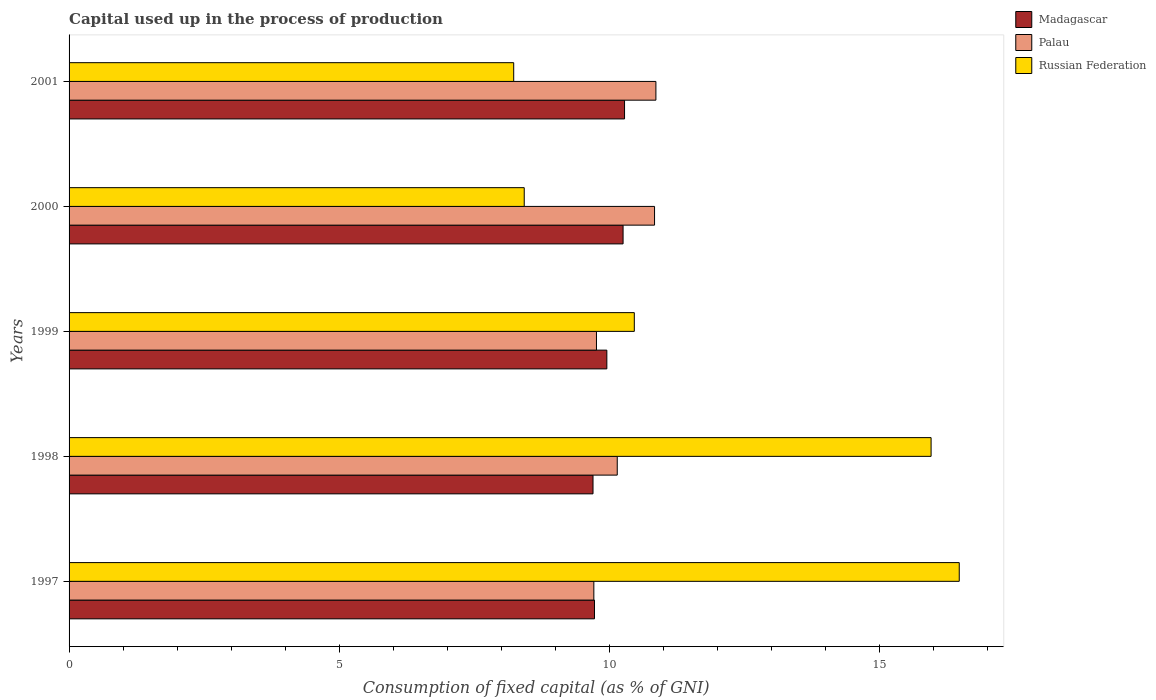 Capital used up in the process of production
Madagascar
Palau
Russian Federation
2001
2000
1999
1998
1997
Years
0
5
10
15
Consumption of fixed capital (as % of GNI)